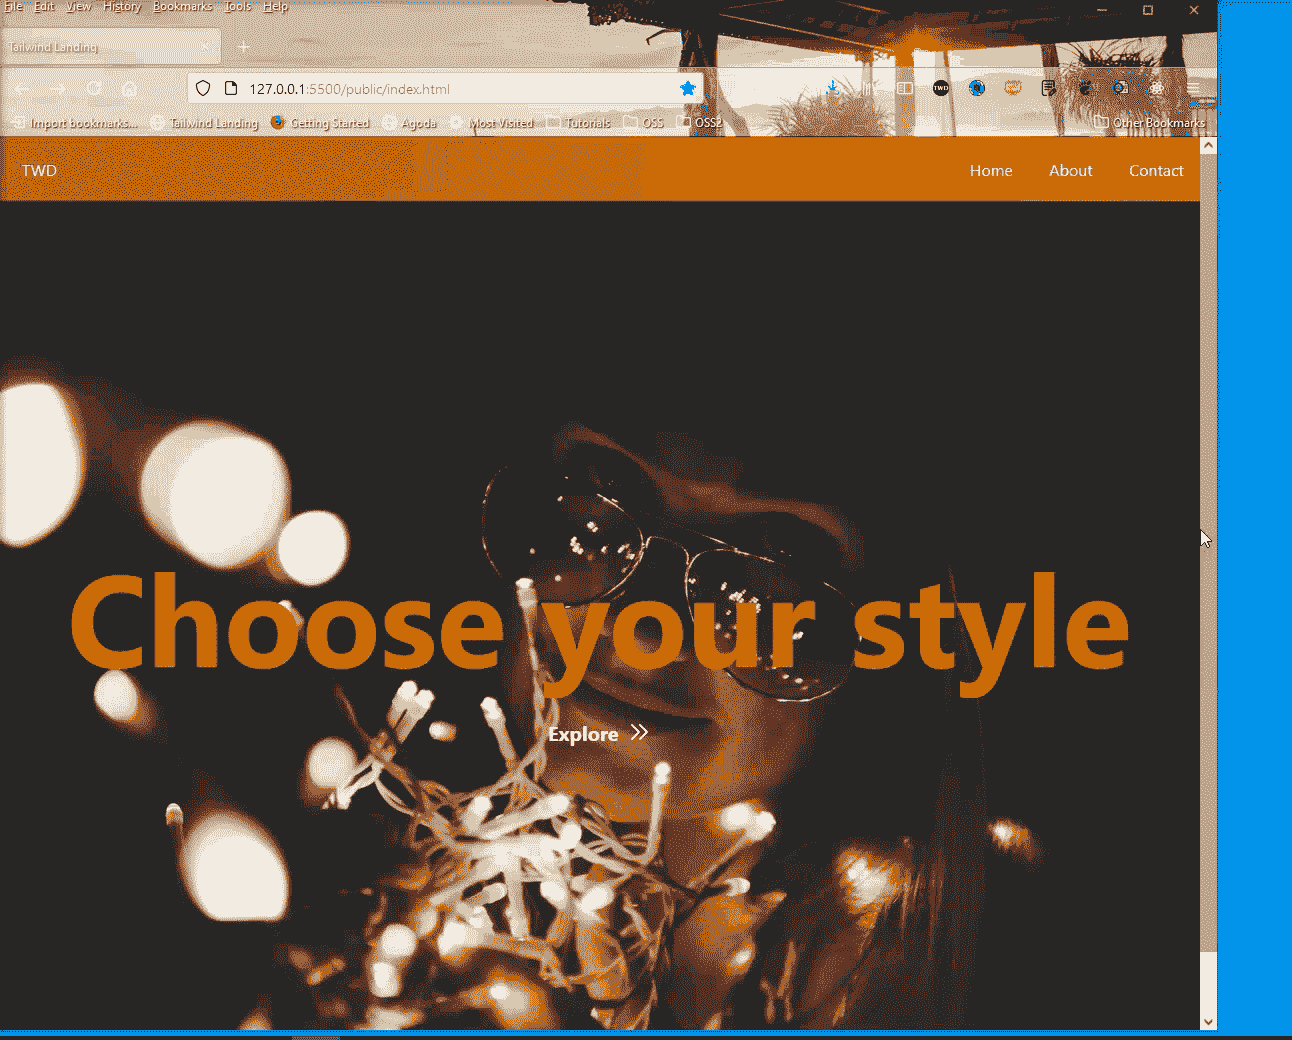 File Edit View History Bookmarks Tools Help
Tailwind Landing
127.0.0.1:5500/public/index.html
TWD
Import bookmarks... Tailwind Landing Getting Started Agoda Most Visited Tutorials OSS OSS2 Other Bookmarks
TWD Home About Contact
Choose your style
Explore